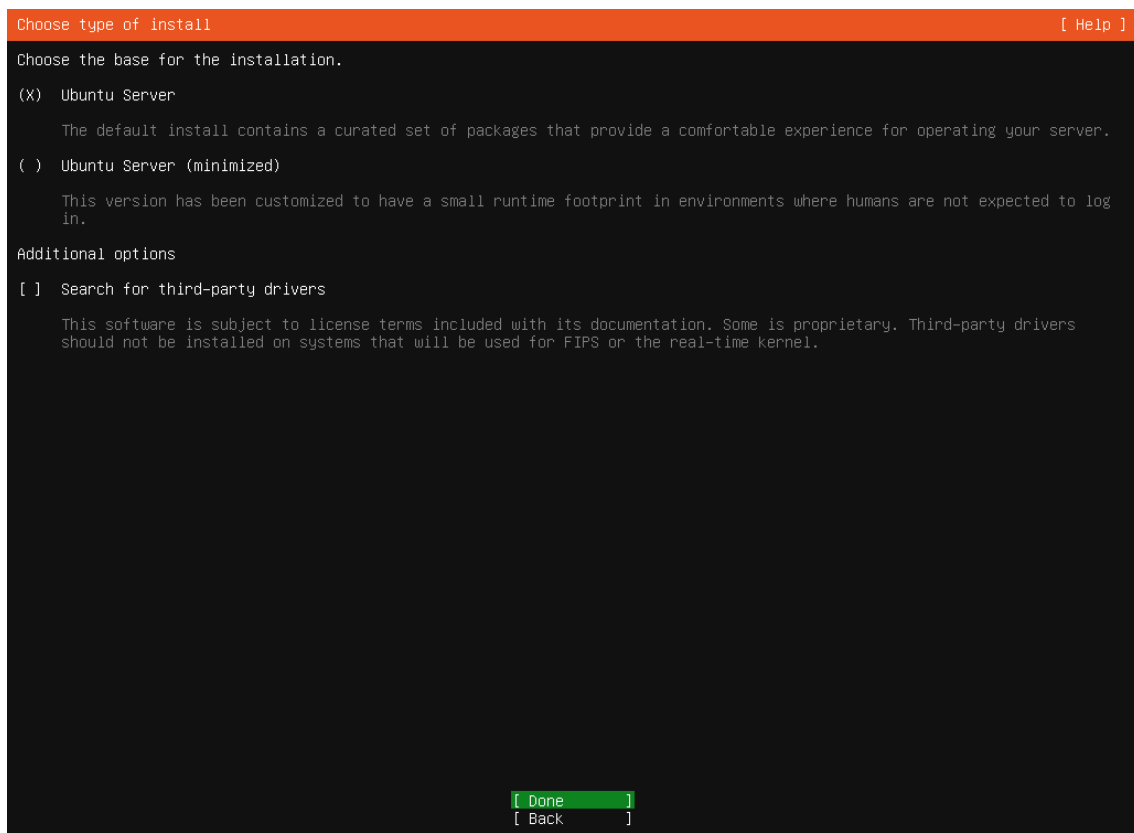 Choose type of install [ Help ]
Choose the base for the installation.
(X) Ubuntu Server
The default install contains a curated set of packages that provide a comfortable experience for operating your server.
( ) Ubuntu Server (minimized)
This version has been customized to have a small runtime footprint in environments where humans are not expected to log
in.
Additional options
[ ] Search for third-party drivers
This software is subject to license terms included with its documentation. Some is proprietary. Third-party drivers
should not be installed on systems that will be used for FIPS or the real-time kernel.
[ Done ]
[ Back ]